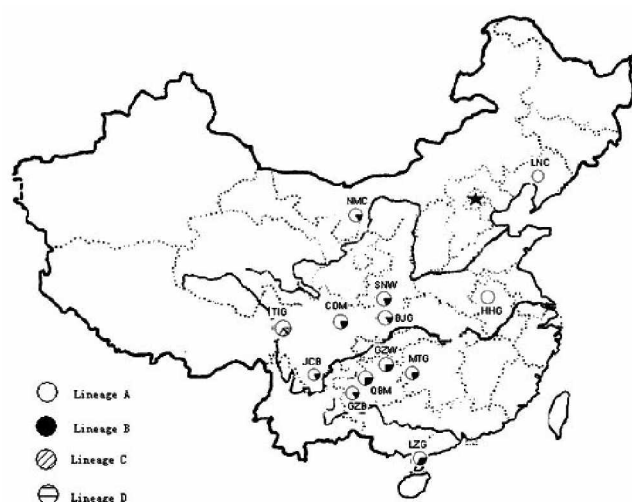 LNC
NMC
SNW
HHG
TIG
CDM
BJG
GZW
JCB
MTG
QBM
GZB
LZG
Lineage A
Lineage B
Lineage C
Lineage D